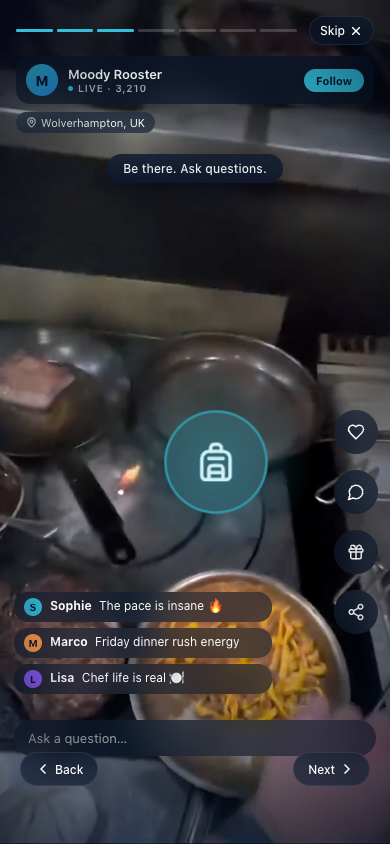 Skip
M
Moody Rooster
LIVE · 3,210
Follow
Wolverhampton, UK
Be there. Ask questions.
S Sophie The pace is insane 🔥
M Marco Friday dinner rush energy
L Lisa Chef life is real 🍽️
Ask a question...
Back
Next